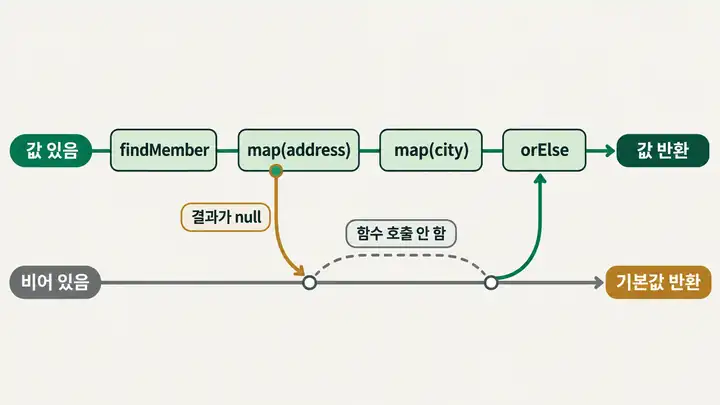 값 있음
findMember
map(address)
map(city)
orElse
값 반환
결과가 null
함수 호출 안 함
비어 있음
기본값 반환